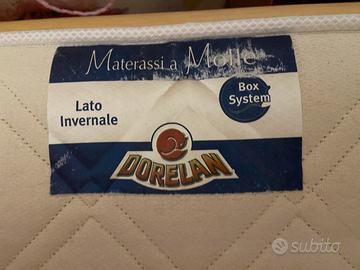 Materassi a Molle
Lato
Invernale
Box
System
DORELAN
subito